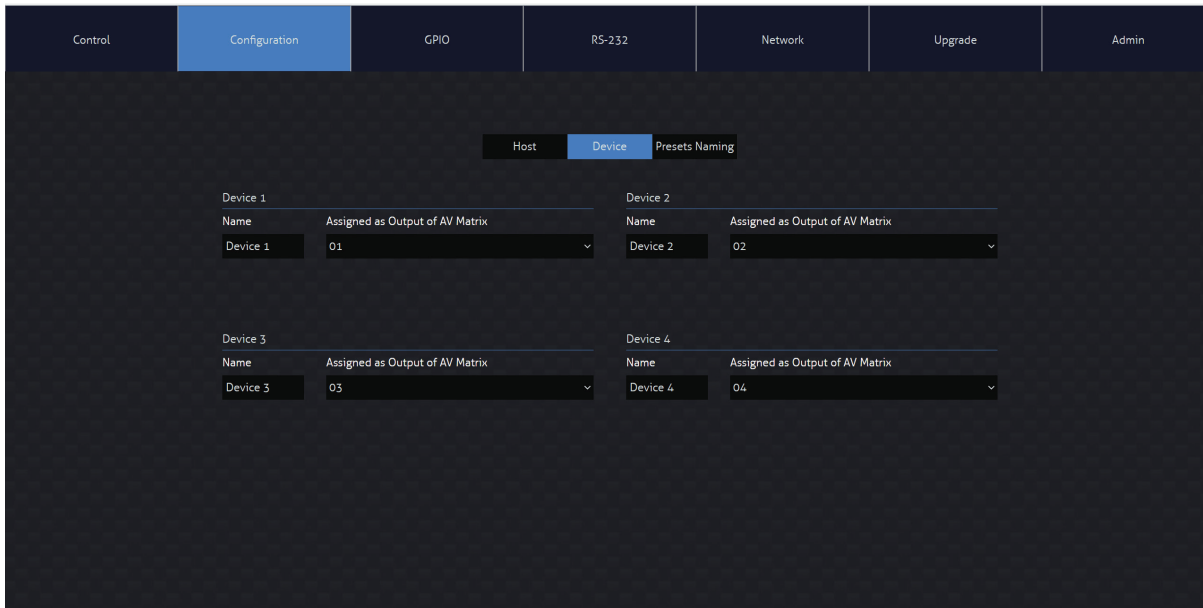 Control Configuration GPIO RS-232 Network Upgrade Admin
Host Device Presets Naming
Device 1
Name Assigned as Output of AV Matrix
Device 1 01
Device 2
Name Assigned as Output of AV Matrix
Device 2 02
Device 3
Name Assigned as Output of AV Matrix
Device 3 03
Device 4
Name Assigned as Output of AV Matrix
Device 4 04